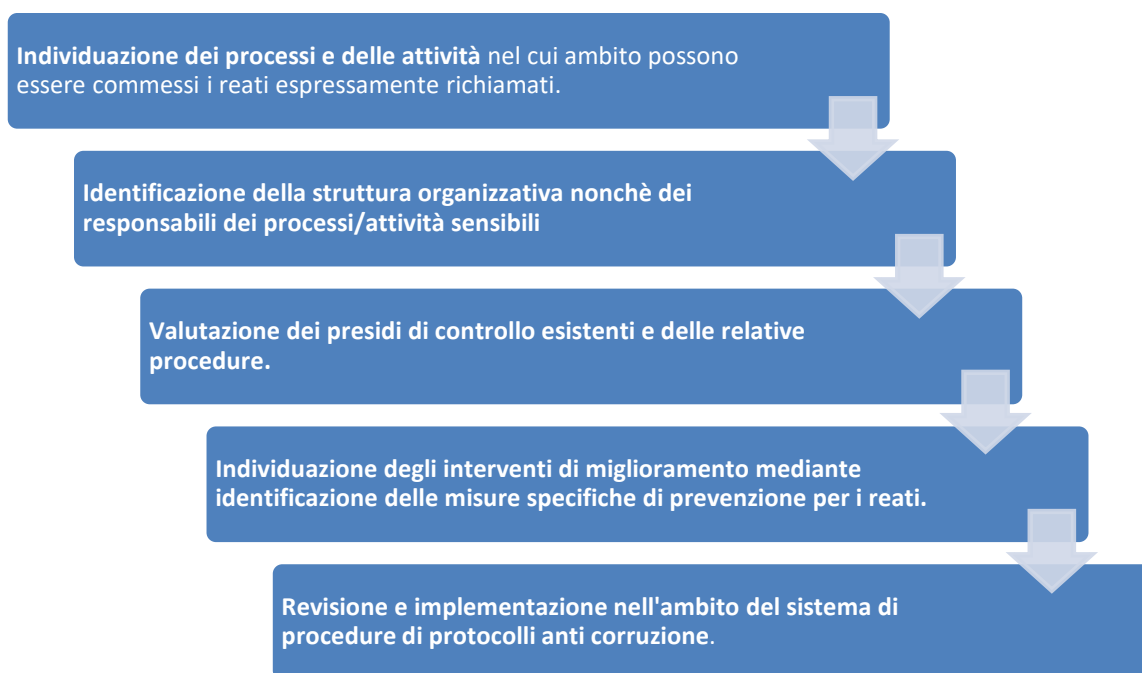 Individuazione dei processi e delle attività nel cui ambito possono
essere commessi i reati espressamente richiamati.
Identificazione della struttura organizzativa nonchè dei
responsabili dei processi/attività sensibili
Valutazione dei presidi di controllo esistenti e delle relative
procedure.
Individuazione degli interventi di miglioramento mediante
identificazione delle misure specifiche di prevenzione per i reati.
Revisione e implementazione nell'ambito del sistema di
procedure di protocolli anti corruzione.